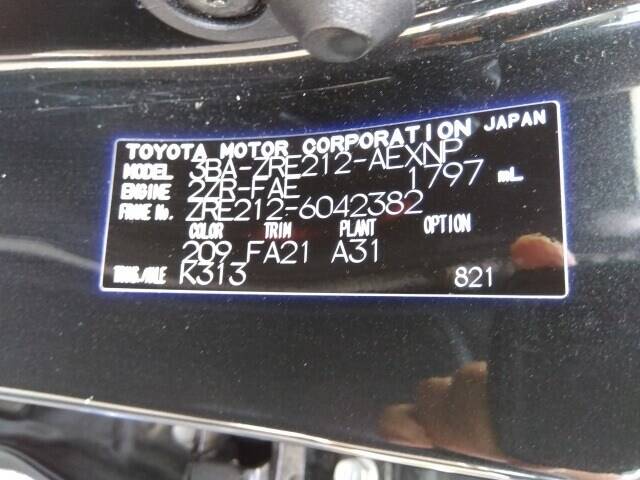 TOYOTA MOTOR CORPORATION JAPAN
MODEL 3BA-ZRE212-AEXNP
ENGINE 2ZR-FAE 1797 mL
FRAME No. ZRE212-6042382
COLOR TRIM PLANT OPTION
209 FA21 A31
TRANS./AXLE K313 821